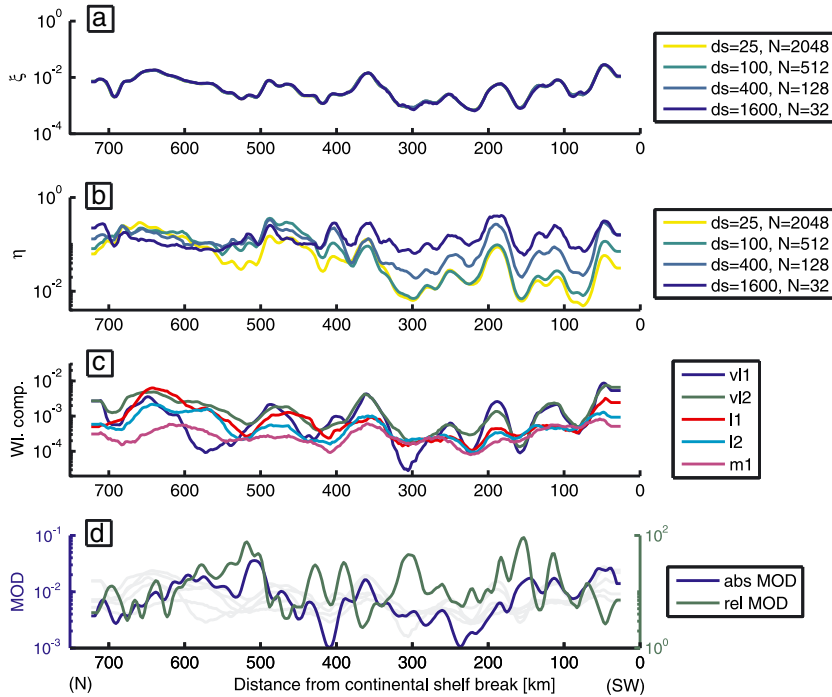 a
10^0
10^-2
10^-4
ξ
700 600 500 400 300 200 100 0
ds=25, N=2048
ds=100, N=512
ds=400, N=128
ds=1600, N=32
b
10^0
10^-2
η
700 600 500 400 300 200 100 0
ds=25, N=2048
ds=100, N=512
ds=400, N=128
ds=1600, N=32
c
10^-2
10^-3
10^-4
Wl. comp.
700 600 500 400 300 200 100 0
vl1
vl2
l1
l2
m1
d
10^-1
10^-2
10^-3
MOD
10^2
10^1
10^0
700 600 500 400 300 200 100 0
abs MOD
rel MOD
(N) Distance from continental shelf break [km] (SW)